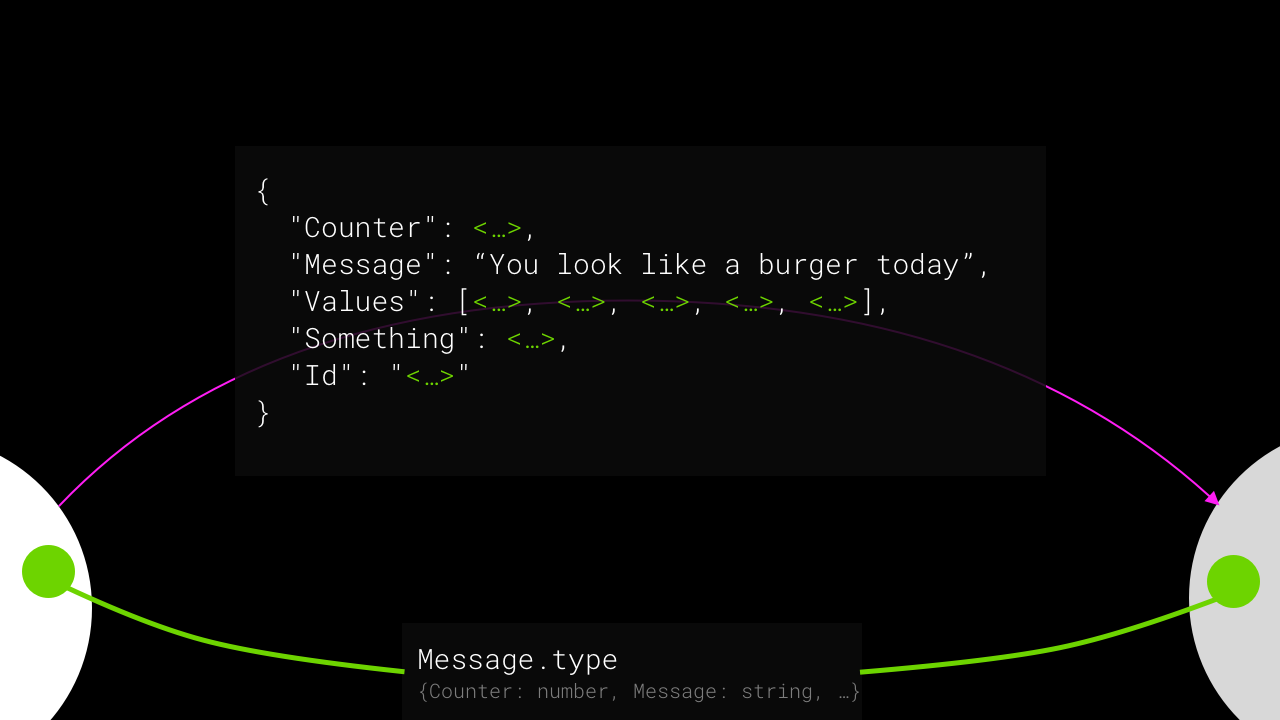 {
"Counter": <…>,
"Message": “You look like a burger today”,
"Values": [<…>, <…>, <…>, <…>, <…>],
"Something": <…>,
"Id": "<…>"
}
Message.type
{Counter: number, Message: string, …}